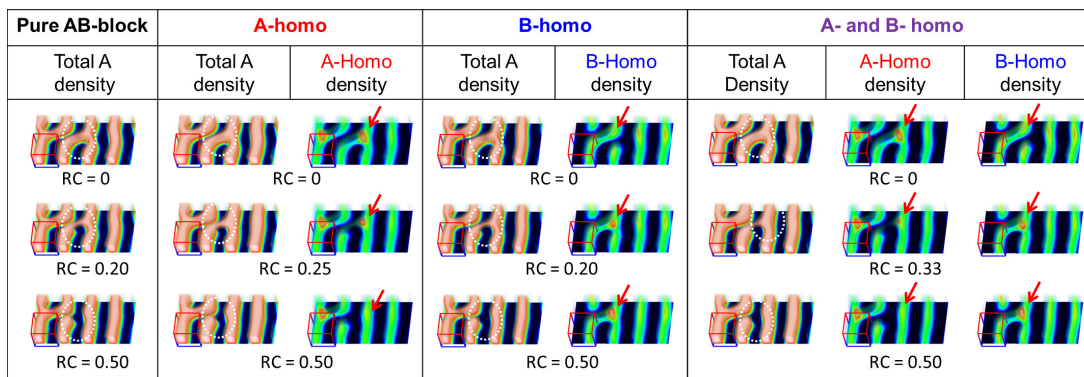 Pure AB-block
A-homo
B-homo
A- and B- homo
Total A
density
Total A
density
A-Homo
density
Total A
density
B-Homo
density
Total A
Density
A-Homo
density
B-Homo
density
RC = 0
RC = 0
RC = 0
RC = 0
RC = 0.20
RC = 0.25
RC = 0.20
RC = 0.33
RC = 0.50
RC = 0.50
RC = 0.50
RC = 0.50